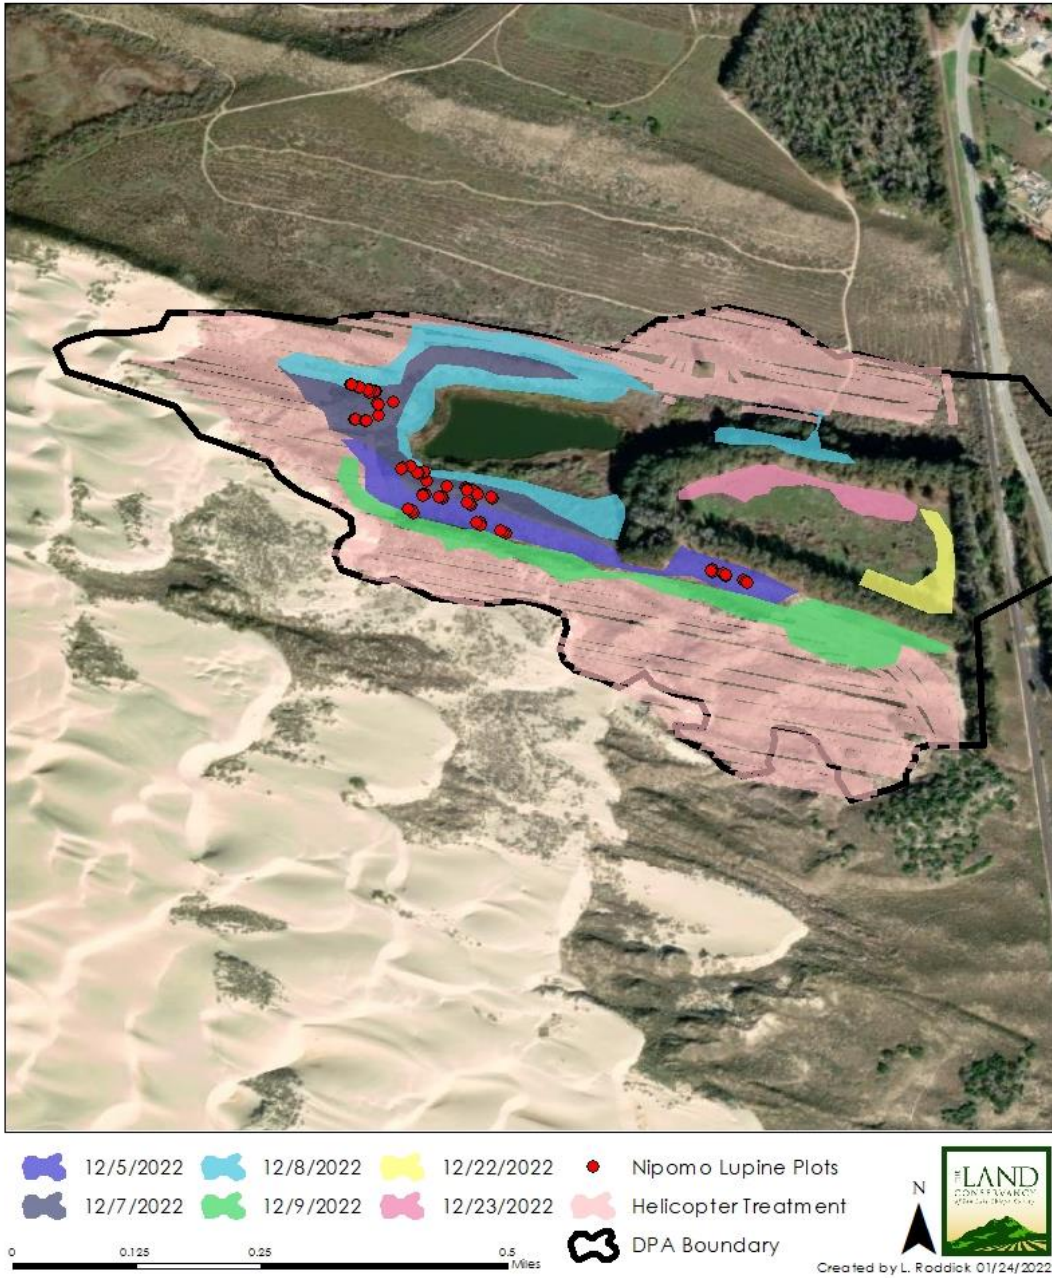 12/5/2022 12/8/2022 12/22/2022 Nipomo Lupine Plots
12/7/2022 12/9/2022 12/23/2022 Helicopter Treatment
DPA Boundary
0 0.125 0.25 0.5
Miles
N
THE LAND
CONSERVANCY
Created by L. Roddick 01/24/2022